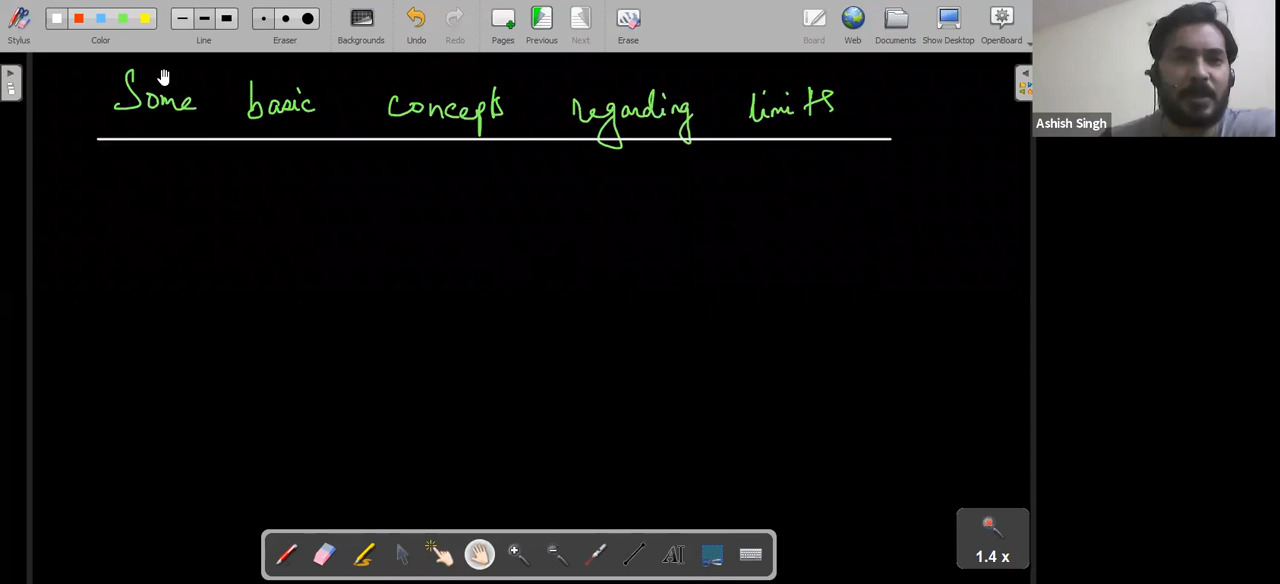 Stylus Color Line Eraser Backgrounds Undo Redo Pages Previous Next Erase Board Web Documents Show Desktop OpenBoard
Some basic concepts regarding limits
Ashish Singh
AI
1.4 x